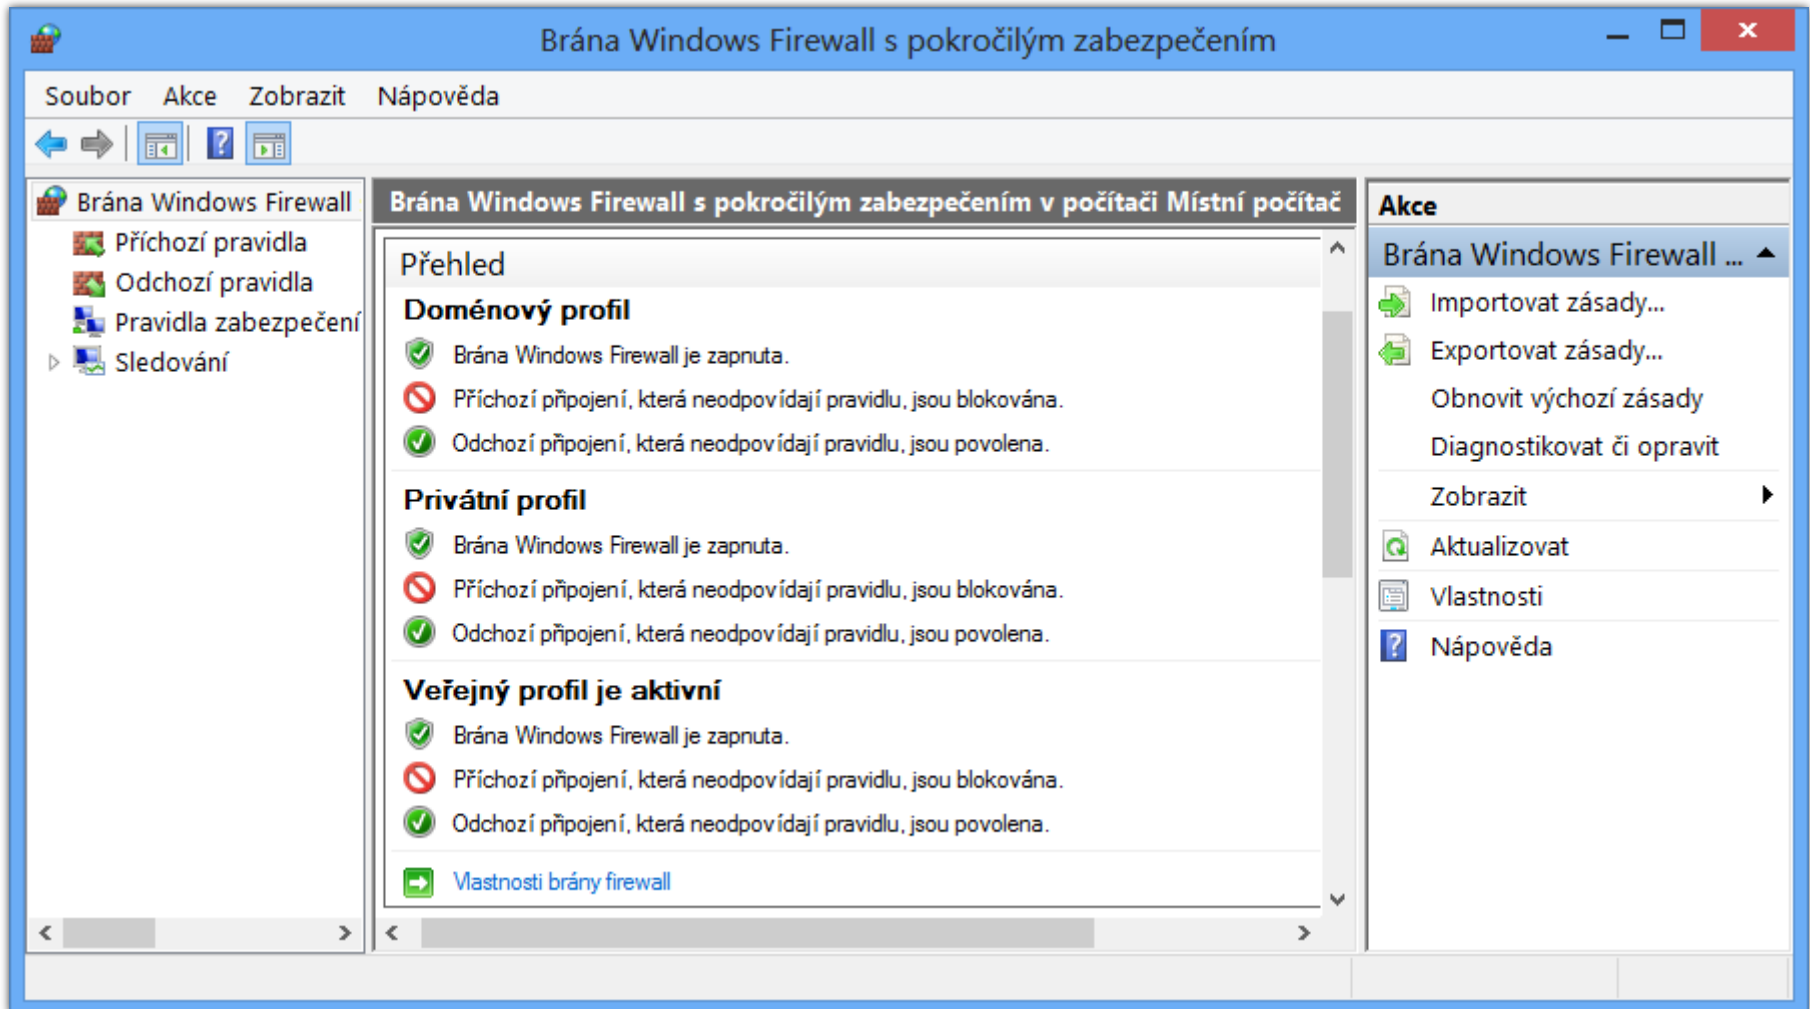 Brána Windows Firewall s pokročilým zabezpečením
Soubor Akce Zobrazit Nápověda
Brána Windows Firewall
Příchozí pravidla
Odchozí pravidla
Pravidla zabezpečení
Sledování
Brána Windows Firewall s pokročilým zabezpečením v počítači Místní počítač
Přehled
Doménový profil
Brána Windows Firewall je zapnuta.
Příchozí připojení, která neodpovídají pravidlu, jsou blokována.
Odchozí připojení, která neodpovídají pravidlu, jsou povolena.
Privátní profil
Brána Windows Firewall je zapnuta.
Příchozí připojení, která neodpovídají pravidlu, jsou blokována.
Odchozí připojení, která neodpovídají pravidlu, jsou povolena.
Veřejný profil je aktivní
Brána Windows Firewall je zapnuta.
Příchozí připojení, která neodpovídají pravidlu, jsou blokována.
Odchozí připojení, která neodpovídají pravidlu, jsou povolena.
Vlastnosti brány firewall
Akce
Brána Windows Firewall ...
Importovat zásady...
Exportovat zásady...
Obnovit výchozí zásady
Diagnostikovat či opravit
Zobrazit
Aktualizovat
Vlastnosti
Nápověda